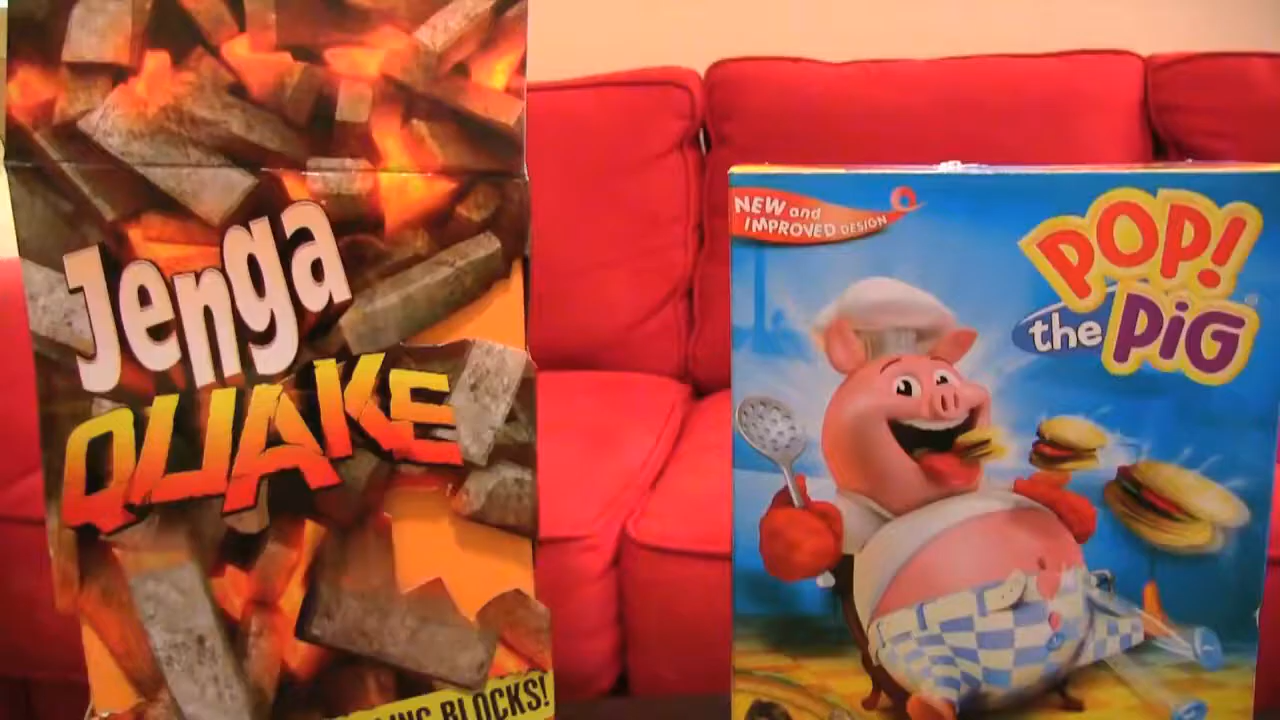 Jenga
QUAKE
BLOCKS!
NEW and
IMPROVED DESIGN
POP!
the PiG